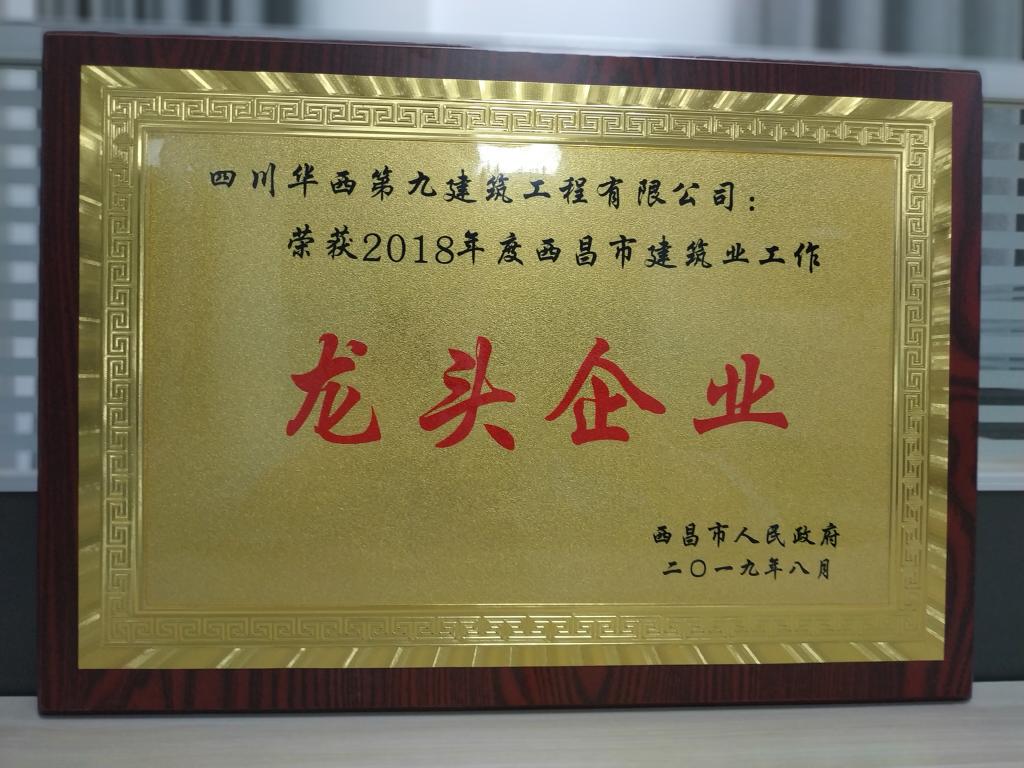 四川华西第九建筑工程有限公司：
荣获2018年度西昌市建筑业工作
龙头企业
西昌市人民政府
二〇一九年八月